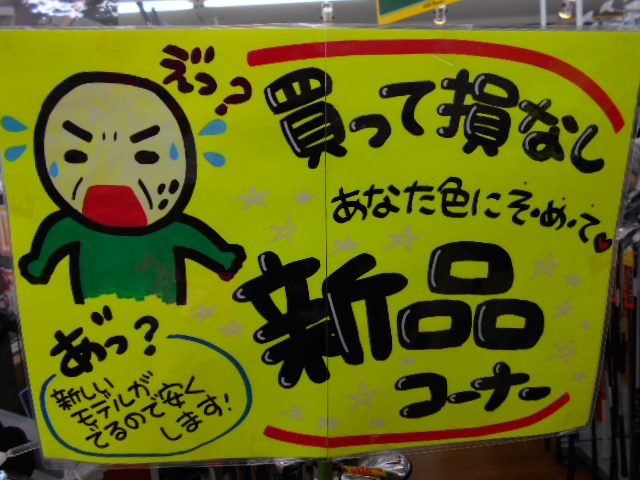 えっ?
買って損なし
あなた色にそ・め・て♥
新品
コーナー
あっ?
新しい
モデルが
でるので安く
します!